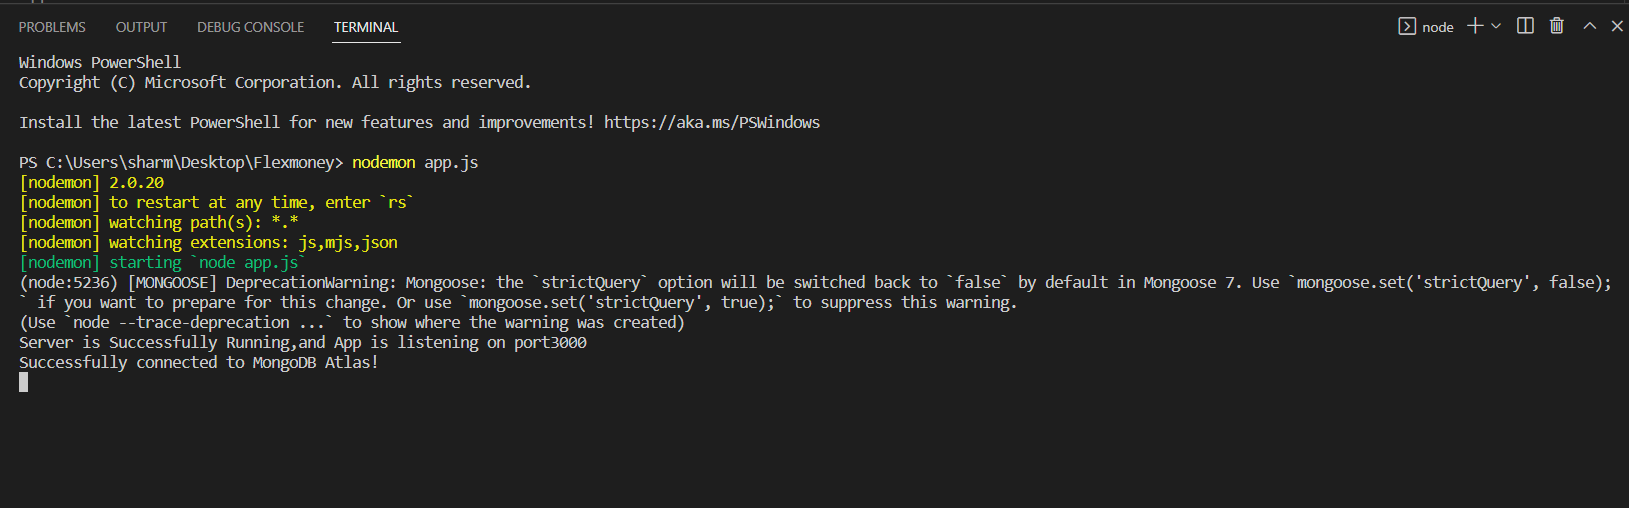 PROBLEMS OUTPUT DEBUG CONSOLE TERMINAL node
Windows PowerShell
Copyright (C) Microsoft Corporation. All rights reserved.
Install the latest PowerShell for new features and improvements! https://aka.ms/PSWindows
PS C:\Users\sharm\Desktop\Flexmoney> nodemon app.js
[nodemon] 2.0.20
[nodemon] to restart at any time, enter `rs`
[nodemon] watching path(s): *.*
[nodemon] watching extensions: js,mjs,json
[nodemon] starting `node app.js`
(node:5236) [MONGOOSE] DeprecationWarning: Mongoose: the `strictQuery` option will be switched back to `false` by default in Mongoose 7. Use `mongoose.set('strictQuery', false);
` if you want to prepare for this change. Or use `mongoose.set('strictQuery', true);` to suppress this warning.
(Use `node --trace-deprecation ...` to show where the warning was created)
Server is Successfully Running,and App is listening on port3000
Successfully connected to MongoDB Atlas!